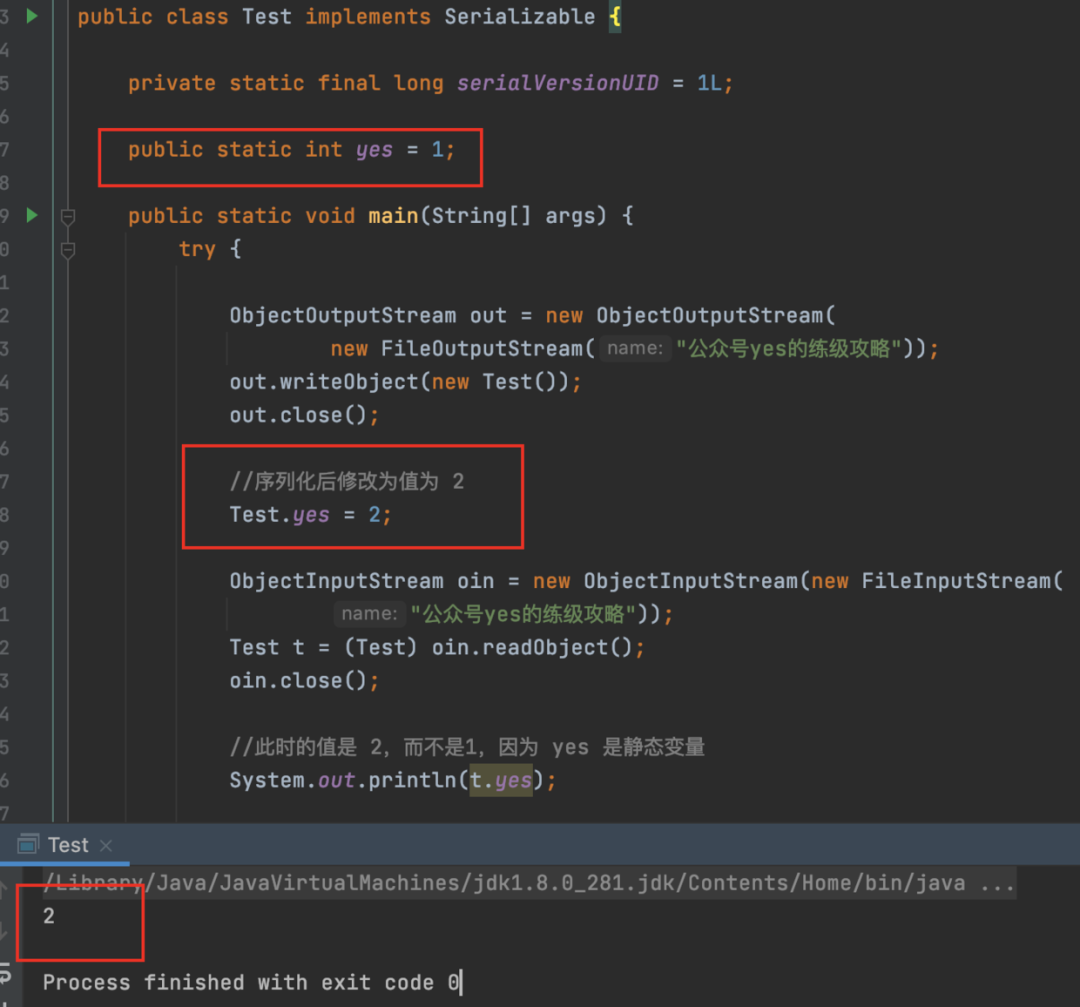 3 public class Test implements Serializable {
4
5 private static final long serialVersionUID = 1L;
6
7 public static int yes = 1;
8
9 public static void main(String[] args) {
0 try {
1
2 ObjectOutputStream out = new ObjectOutputStream(
3 new FileOutputStream( name: "公众号yes的练级攻略"));
4 out.writeObject(new Test());
5 out.close();
6
7 //序列化后修改为值为 2
8 Test.yes = 2;
9
0 ObjectInputStream oin = new ObjectInputStream(new FileInputStream(
1 name: "公众号yes的练级攻略"));
2 Test t = (Test) oin.readObject();
3 oin.close();
4
5 //此时的值是 2，而不是1，因为 yes 是静态变量
6 System.out.println(t.yes);
7
Test ×
/Library/Java/JavaVirtualMachines/jdk1.8.0_281.jdk/Contents/Home/bin/java ...
2
Process finished with exit code 0